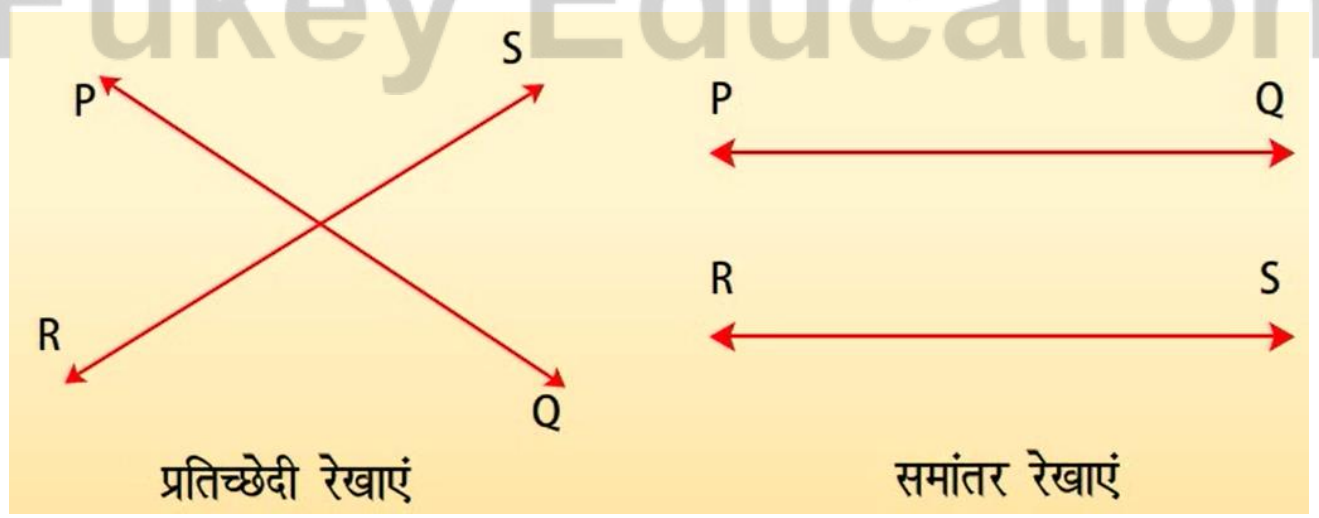 Fukey Education
S
P
R
Q
प्रतिच्छेदी रेखाएं
P Q
R S
समांतर रेखाएं